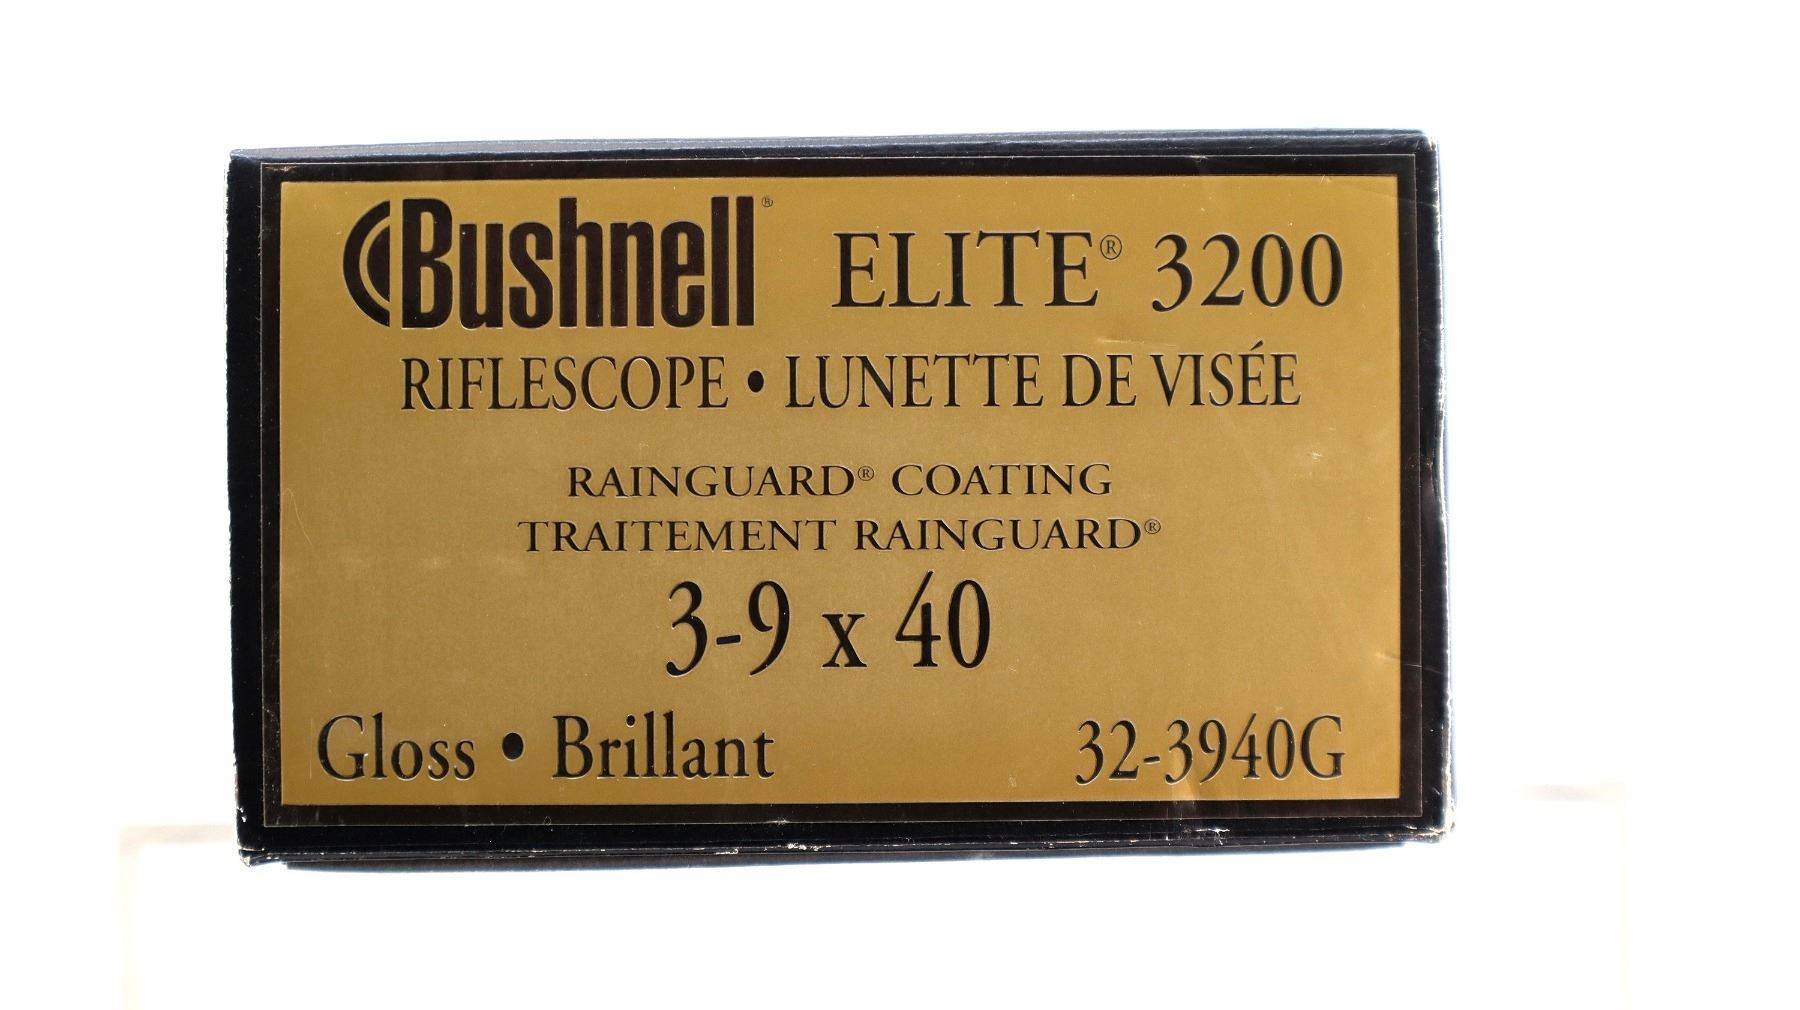 Bushnell® ELITE® 3200
RIFLESCOPE • LUNETTE DE VISÉE
RAINGUARD® COATING
TRAITEMENT RAINGUARD®
3-9 x 40
Gloss • Brillant 32-3940G